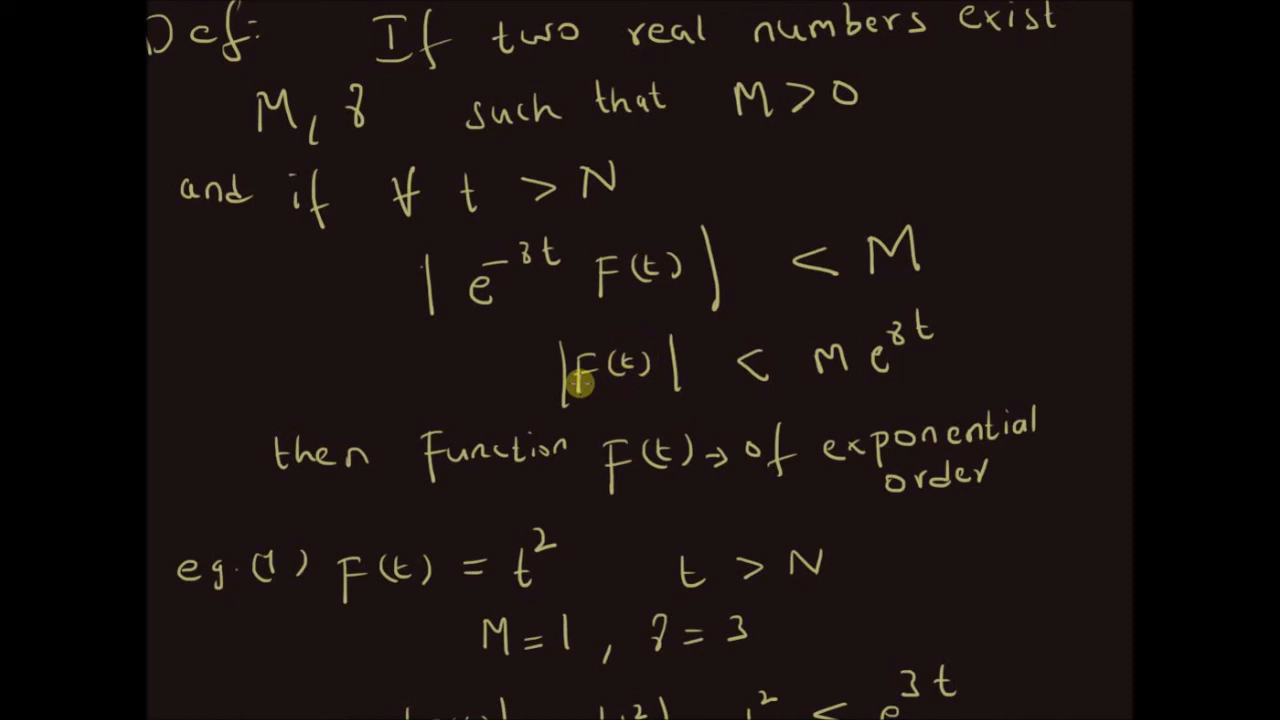 Def: If two real numbers exist
M, γ such that M > 0
and if ∀ t > N
| e^{-γt} F(t) | < M
|F(t)| < M e^{γt}
then Function F(t) → of exponential order
eg. (1) F(t) = t² t > N
M = 1 , γ = 3
t² < e^{3t}